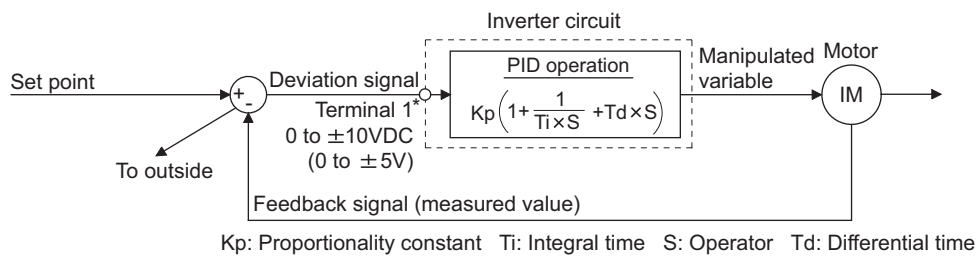 Inverter circuit
Set point
Deviation signal
Terminal 1*
0 to ±10VDC
(0 to ±5V)
PID operation
Kp(1+ 1/(Ti×S) +Td×S)
Manipulated
variable
Motor
IM
+
-
To outside
Feedback signal (measured value)
Kp: Proportionality constant Ti: Integral time S: Operator Td: Differential time